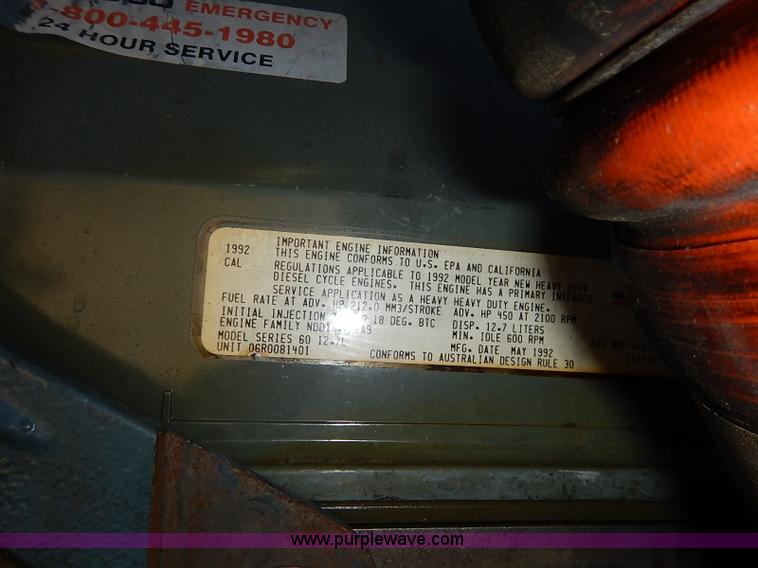 EMERGENCY
-800-445-1980
24 HOUR SERVICE
1992 IMPORTANT ENGINE INFORMATION
CAL THIS ENGINE CONFORMS TO U.S. EPA AND CALIFORNIA
REGULATIONS APPLICABLE TO 1992 MODEL YEAR NEW HEAVY DUTY
DIESEL CYCLE ENGINES. THIS ENGINE HAS A PRIMARY INTENDED
SERVICE APPLICATION AS A HEAVY HEAVY DUTY ENGINE.
FUEL RATE AT ADV. HP 212.0 MM3/STROKE ADV. HP 450 AT 2100 RPM
INITIAL INJECTION 18 DEG. BTC DISP. 12.7 LITERS
ENGINE FAMILY MIN. IDLE 600 RPM
MODEL SERIES 60 12.7L MFG. DATE MAY 1992
UNIT 06R0081401 CONFORMS TO AUSTRALIAN DESIGN RULE 30
www.purplewave.com